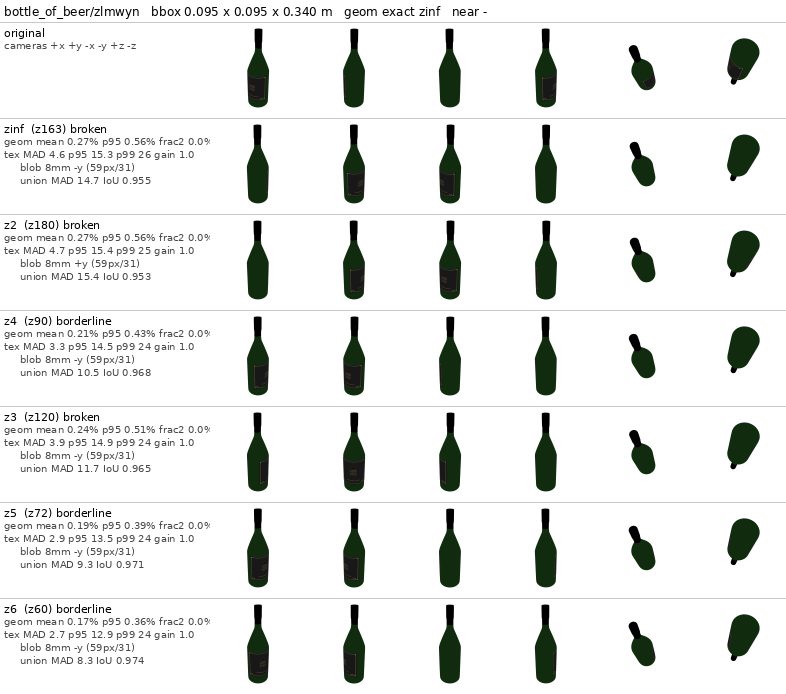 bottle_of_beer/zlmwyn bbox 0.095 x 0.095 x 0.340 m geom exact zinf near -
original
cameras +x +y -x -y +z -z
zinf (z163) broken
geom mean 0.27% p95 0.56% frac2 0.0%
tex MAD 4.6 p95 15.3 p99 26 gain 1.0
blob 8mm -y (59px/31)
union MAD 14.7 IoU 0.955
z2 (z180) broken
geom mean 0.27% p95 0.56% frac2 0.0%
tex MAD 4.7 p95 15.4 p99 25 gain 1.0
blob 8mm +y (59px/31)
union MAD 15.4 IoU 0.953
z4 (z90) borderline
geom mean 0.21% p95 0.43% frac2 0.0%
tex MAD 3.3 p95 14.5 p99 24 gain 1.0
blob 8mm -y (59px/31)
union MAD 10.5 IoU 0.968
z3 (z120) broken
geom mean 0.24% p95 0.51% frac2 0.0%
tex MAD 3.9 p95 14.9 p99 24 gain 1.0
blob 8mm -y (59px/31)
union MAD 11.7 IoU 0.965
z5 (z72) borderline
geom mean 0.19% p95 0.39% frac2 0.0%
tex MAD 2.9 p95 13.5 p99 24 gain 1.0
blob 8mm -y (59px/31)
union MAD 9.3 IoU 0.971
z6 (z60) borderline
geom mean 0.17% p95 0.36% frac2 0.0%
tex MAD 2.7 p95 12.9 p99 24 gain 1.0
blob 8mm -y (59px/31)
union MAD 8.3 IoU 0.974